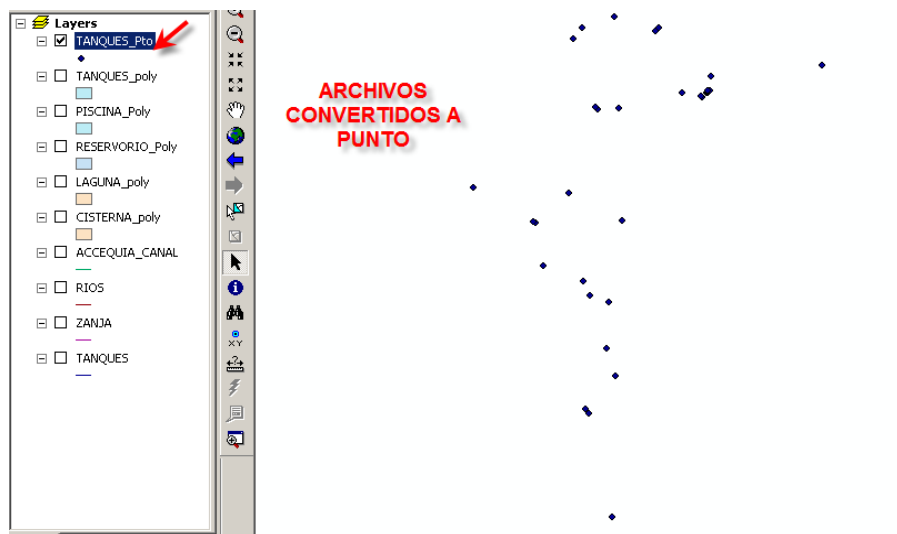 Layers
TANQUES_Pto
TANQUES_poly
PISCINA_Poly
RESERVORIO_Poly
LAGUNA_poly
CISTERNA_poly
ACCEQUIA_CANAL
RIOS
ZANJA
TANQUES
XY
ARCHIVOS
CONVERTIDOS A
PUNTO